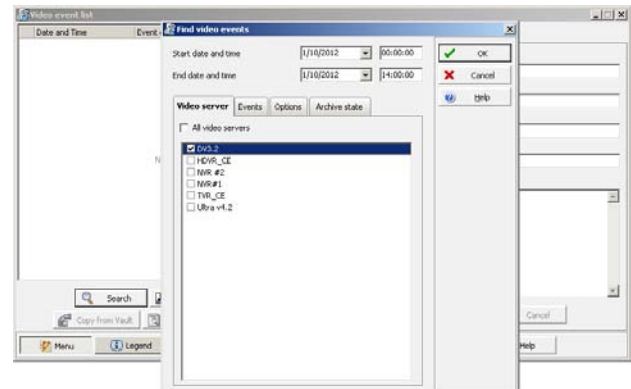 Video event list
Date and Time
Event
Find video events
Start date and time
1/10/2012
00:00:00
End date and time
1/10/2012
14:00:00
OK
Cancel
Help
Video server
Events
Options
Archive state
All video servers
DV3.2
HDVR_CE
NVR #2
NVR#1
TVR_CE
Ultra v4.2
N
Search
Copy from Vault
Cancel
Menu
Legend
Help